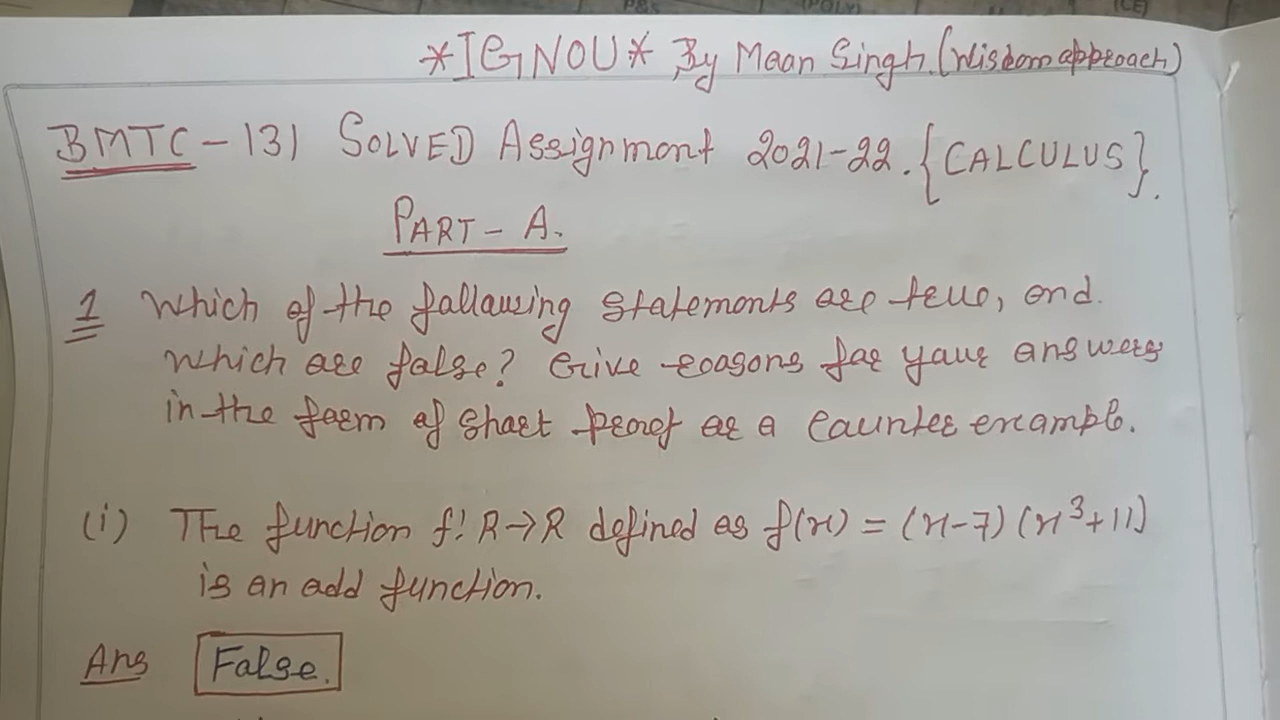 *IGNOU* By Maan Singh. (Wisdom approach)
BMTC - 131 SOLVED Assignment 2021-22. {CALCULUS}.
PART - A.
1 Which of the following statements are true, and.
which are false? Give reasons for your answers
in the form of short proof or a counter example.
(i) The function f: R→R defined as f(x) = (x-7) (x³+11)
is an odd function.
Ans False.